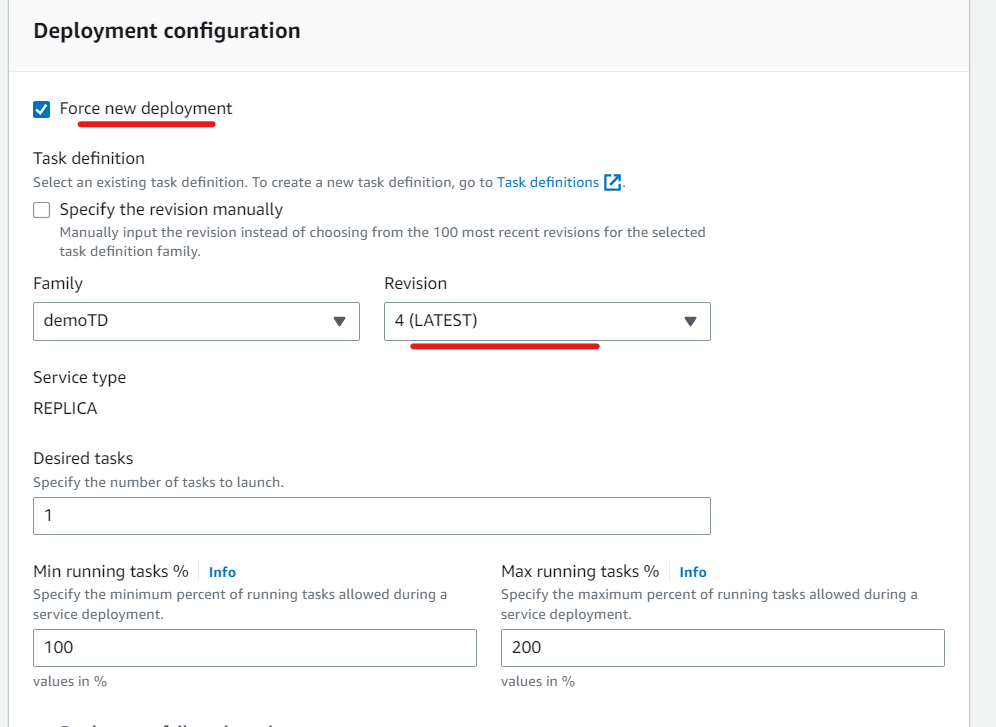 Deployment configuration
Force new deployment
Task definition
Select an existing task definition. To create a new task definition, go to Task definitions.
Specify the revision manually
Manually input the revision instead of choosing from the 100 most recent revisions for the selected
task definition family.
Family
Revision
demoTD
4 (LATEST)
Service type
REPLICA
Desired tasks
Specify the number of tasks to launch.
1
Min running tasks % Info
Specify the minimum percent of running tasks allowed during a
service deployment.
100
values in %
Max running tasks % Info
Specify the maximum percent of running tasks allowed during a
service deployment.
200
values in %